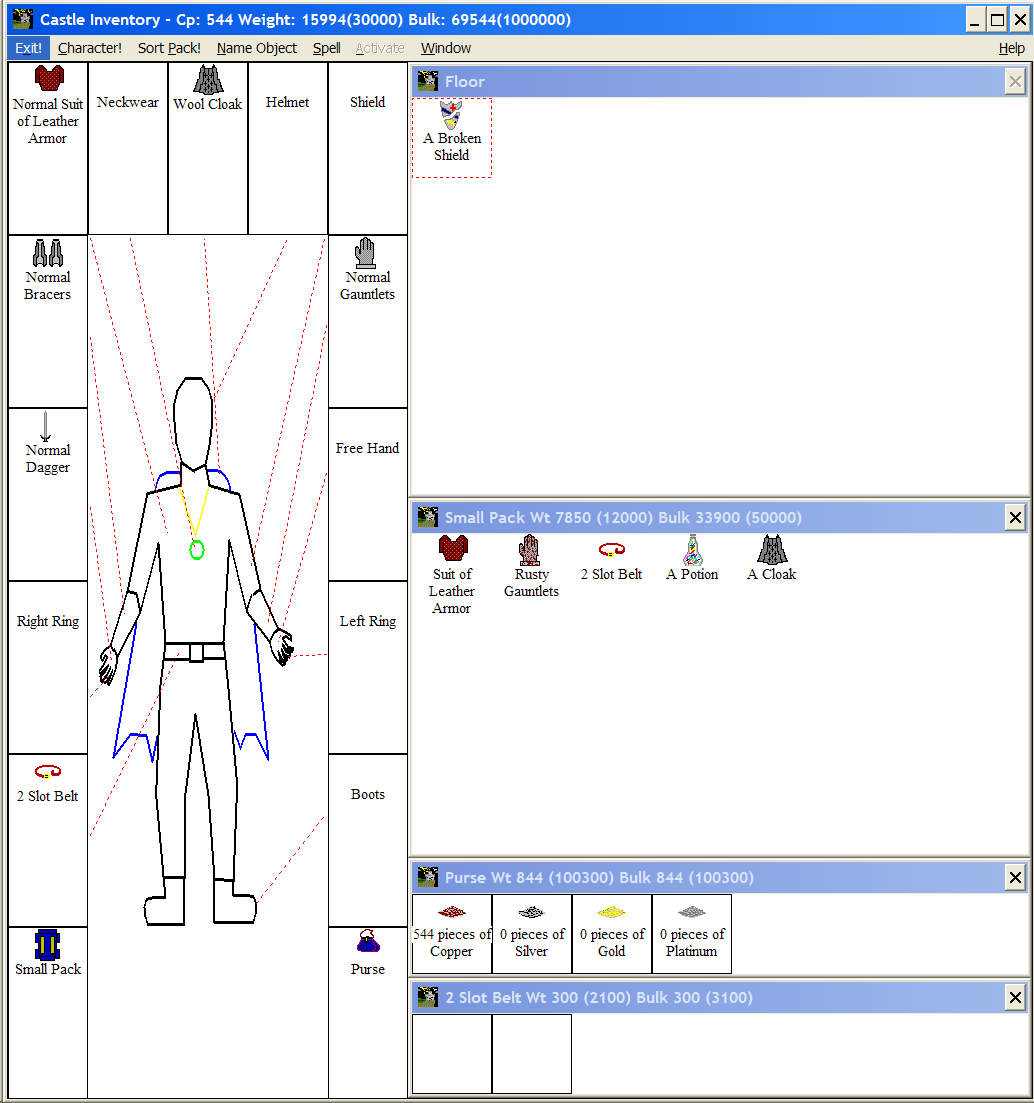 Castle Inventory - Cp: 544 Weight: 15994(30000) Bulk: 69544(1000000)
Exit! Character! Sort Pack! Name Object Spell Activate Window Help
Normal Suit
of Leather
Armor
Neckwear
Wool Cloak
Helmet
Shield
Normal
Bracers
Normal
Gauntlets
Normal
Dagger
Free Hand
Right Ring
Left Ring
2 Slot Belt
Boots
Small Pack
Purse
Floor
A Broken
Shield
Small Pack Wt 7850 (12000) Bulk 33900 (50000)
Suit of
Leather
Armor
Rusty
Gauntlets
2 Slot Belt
A Potion
A Cloak
Purse Wt 844 (100300) Bulk 844 (100300)
544 pieces of
Copper
0 pieces of
Silver
0 pieces of
Gold
0 pieces of
Platinum
2 Slot Belt Wt 300 (2100) Bulk 300 (3100)